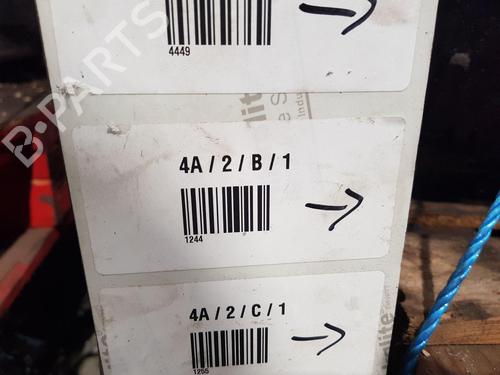 4449
4A / 2 / B / 1
1244
4A / 2 / C / 1
1255
B-PARTS